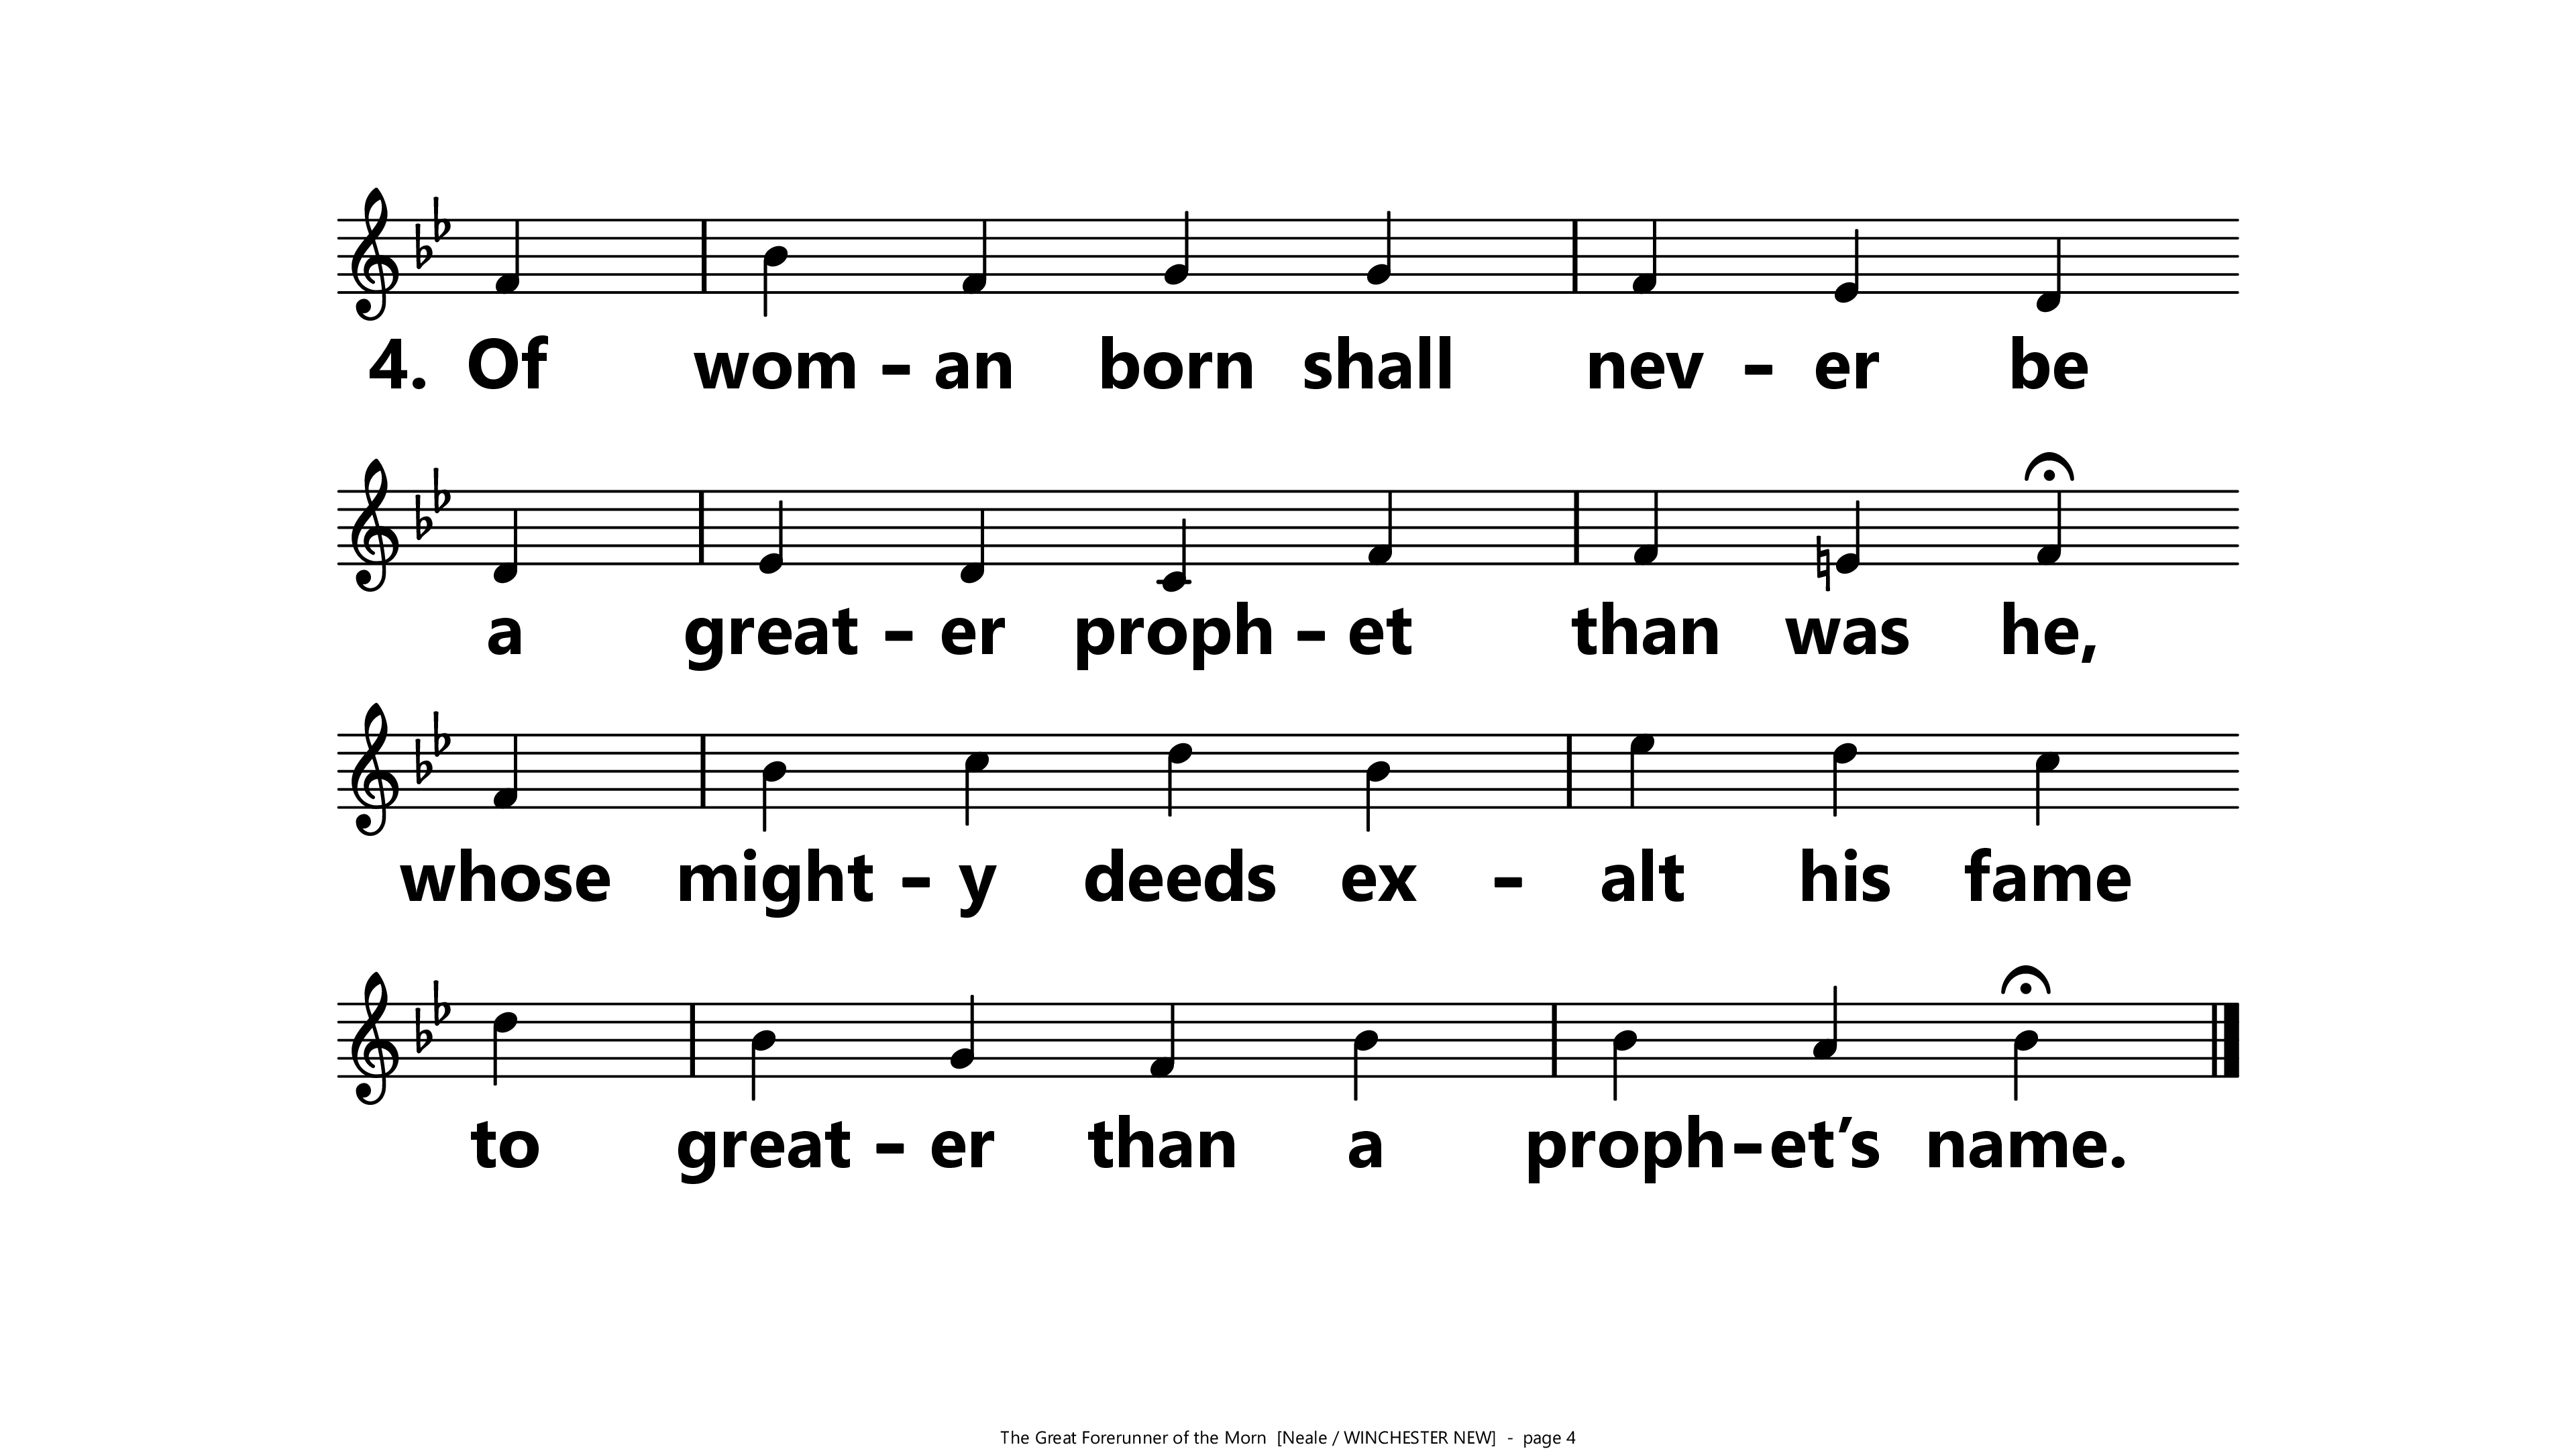 4. Of wom - an born shall nev - er be
a great - er proph - et than was he,
whose might - y deeds ex - alt his fame
to great - er than a proph-et’s name.
The Great Forerunner of the Morn [Neale / WINCHESTER NEW] - page 4